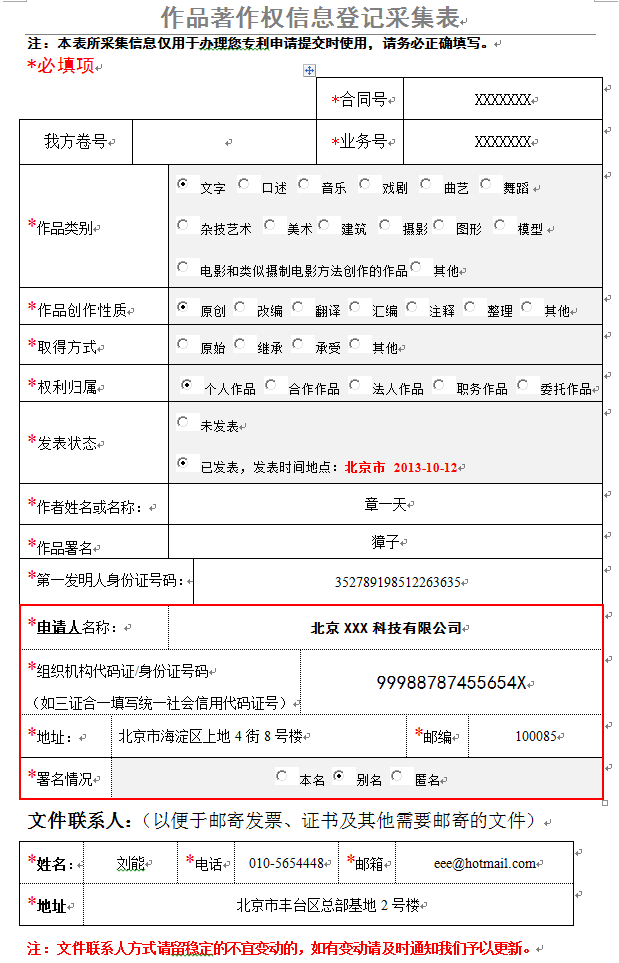 作品著作权信息登记采集表
注：本表所采集信息仅用于办理您专利申请提交时使用，请务必正确填写。
*必填项
*合同号 XXXXXXX
我方卷号 *业务号 XXXXXXX
*作品类别 文字 口述 音乐 戏剧 曲艺 舞蹈
杂技艺术 美术 建筑 摄影 图形 模型
电影和类似摄制电影方法创作的作品 其他
*作品创作性质 原创 改编 翻译 汇编 注释 整理 其他
*取得方式 原始 继承 承受 其他
*权利归属 个人作品 合作作品 法人作品 职务作品 委托作品
*发表状态 未发表
已发表，发表时间地点：北京市 2013-10-12
*作者姓名或名称： 章一天
*作品署名 獐子
*第一发明人身份证号码： 352789198512263635
*申请人名称： 北京 XXX 科技有限公司
*组织机构代码证/身份证号码
（如三证合一填写统一社会信用代码证号） 99988787455654X
*地址： 北京市海淀区上地 4 街 8 号楼 *邮编 100085
*署名情况 本名 别名 匿名
文件联系人：（以便于邮寄发票、证书及其他需要邮寄的文件）
*姓名： 刘能 *电话 010-5654448 *邮箱 eee@hotmail.com
*地址 北京市丰台区总部基地 2 号楼
注：文件联系人方式请留稳定的不宜变动的，如有变动请及时通知我们予以更新。